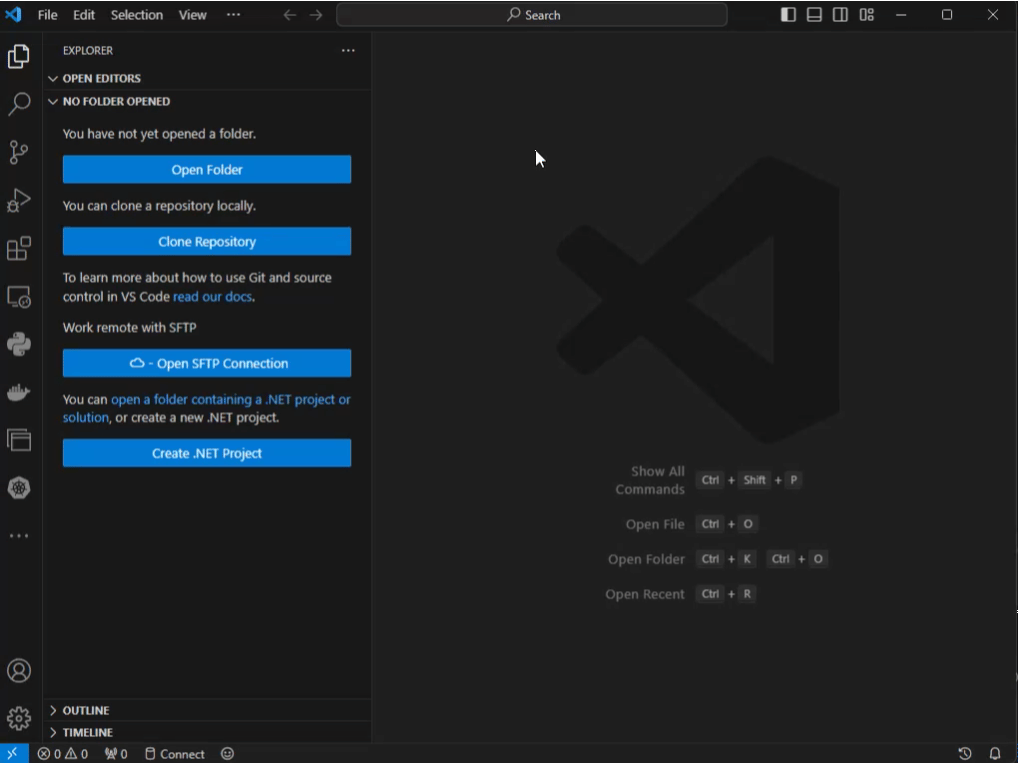 File Edit Selection View ··· Search
EXPLORER ···
OPEN EDITORS
NO FOLDER OPENED
You have not yet opened a folder.
Open Folder
You can clone a repository locally.
Clone Repository
To learn more about how to use Git and source
control in VS Code read our docs.
Work remote with SFTP
- Open SFTP Connection
You can open a folder containing a .NET project or
solution, or create a new .NET project.
Create .NET Project
Show All
Commands Ctrl + Shift + P
Open File Ctrl + O
Open Folder Ctrl + K Ctrl + O
Open Recent Ctrl + R
OUTLINE
TIMELINE
0 0 0 Connect